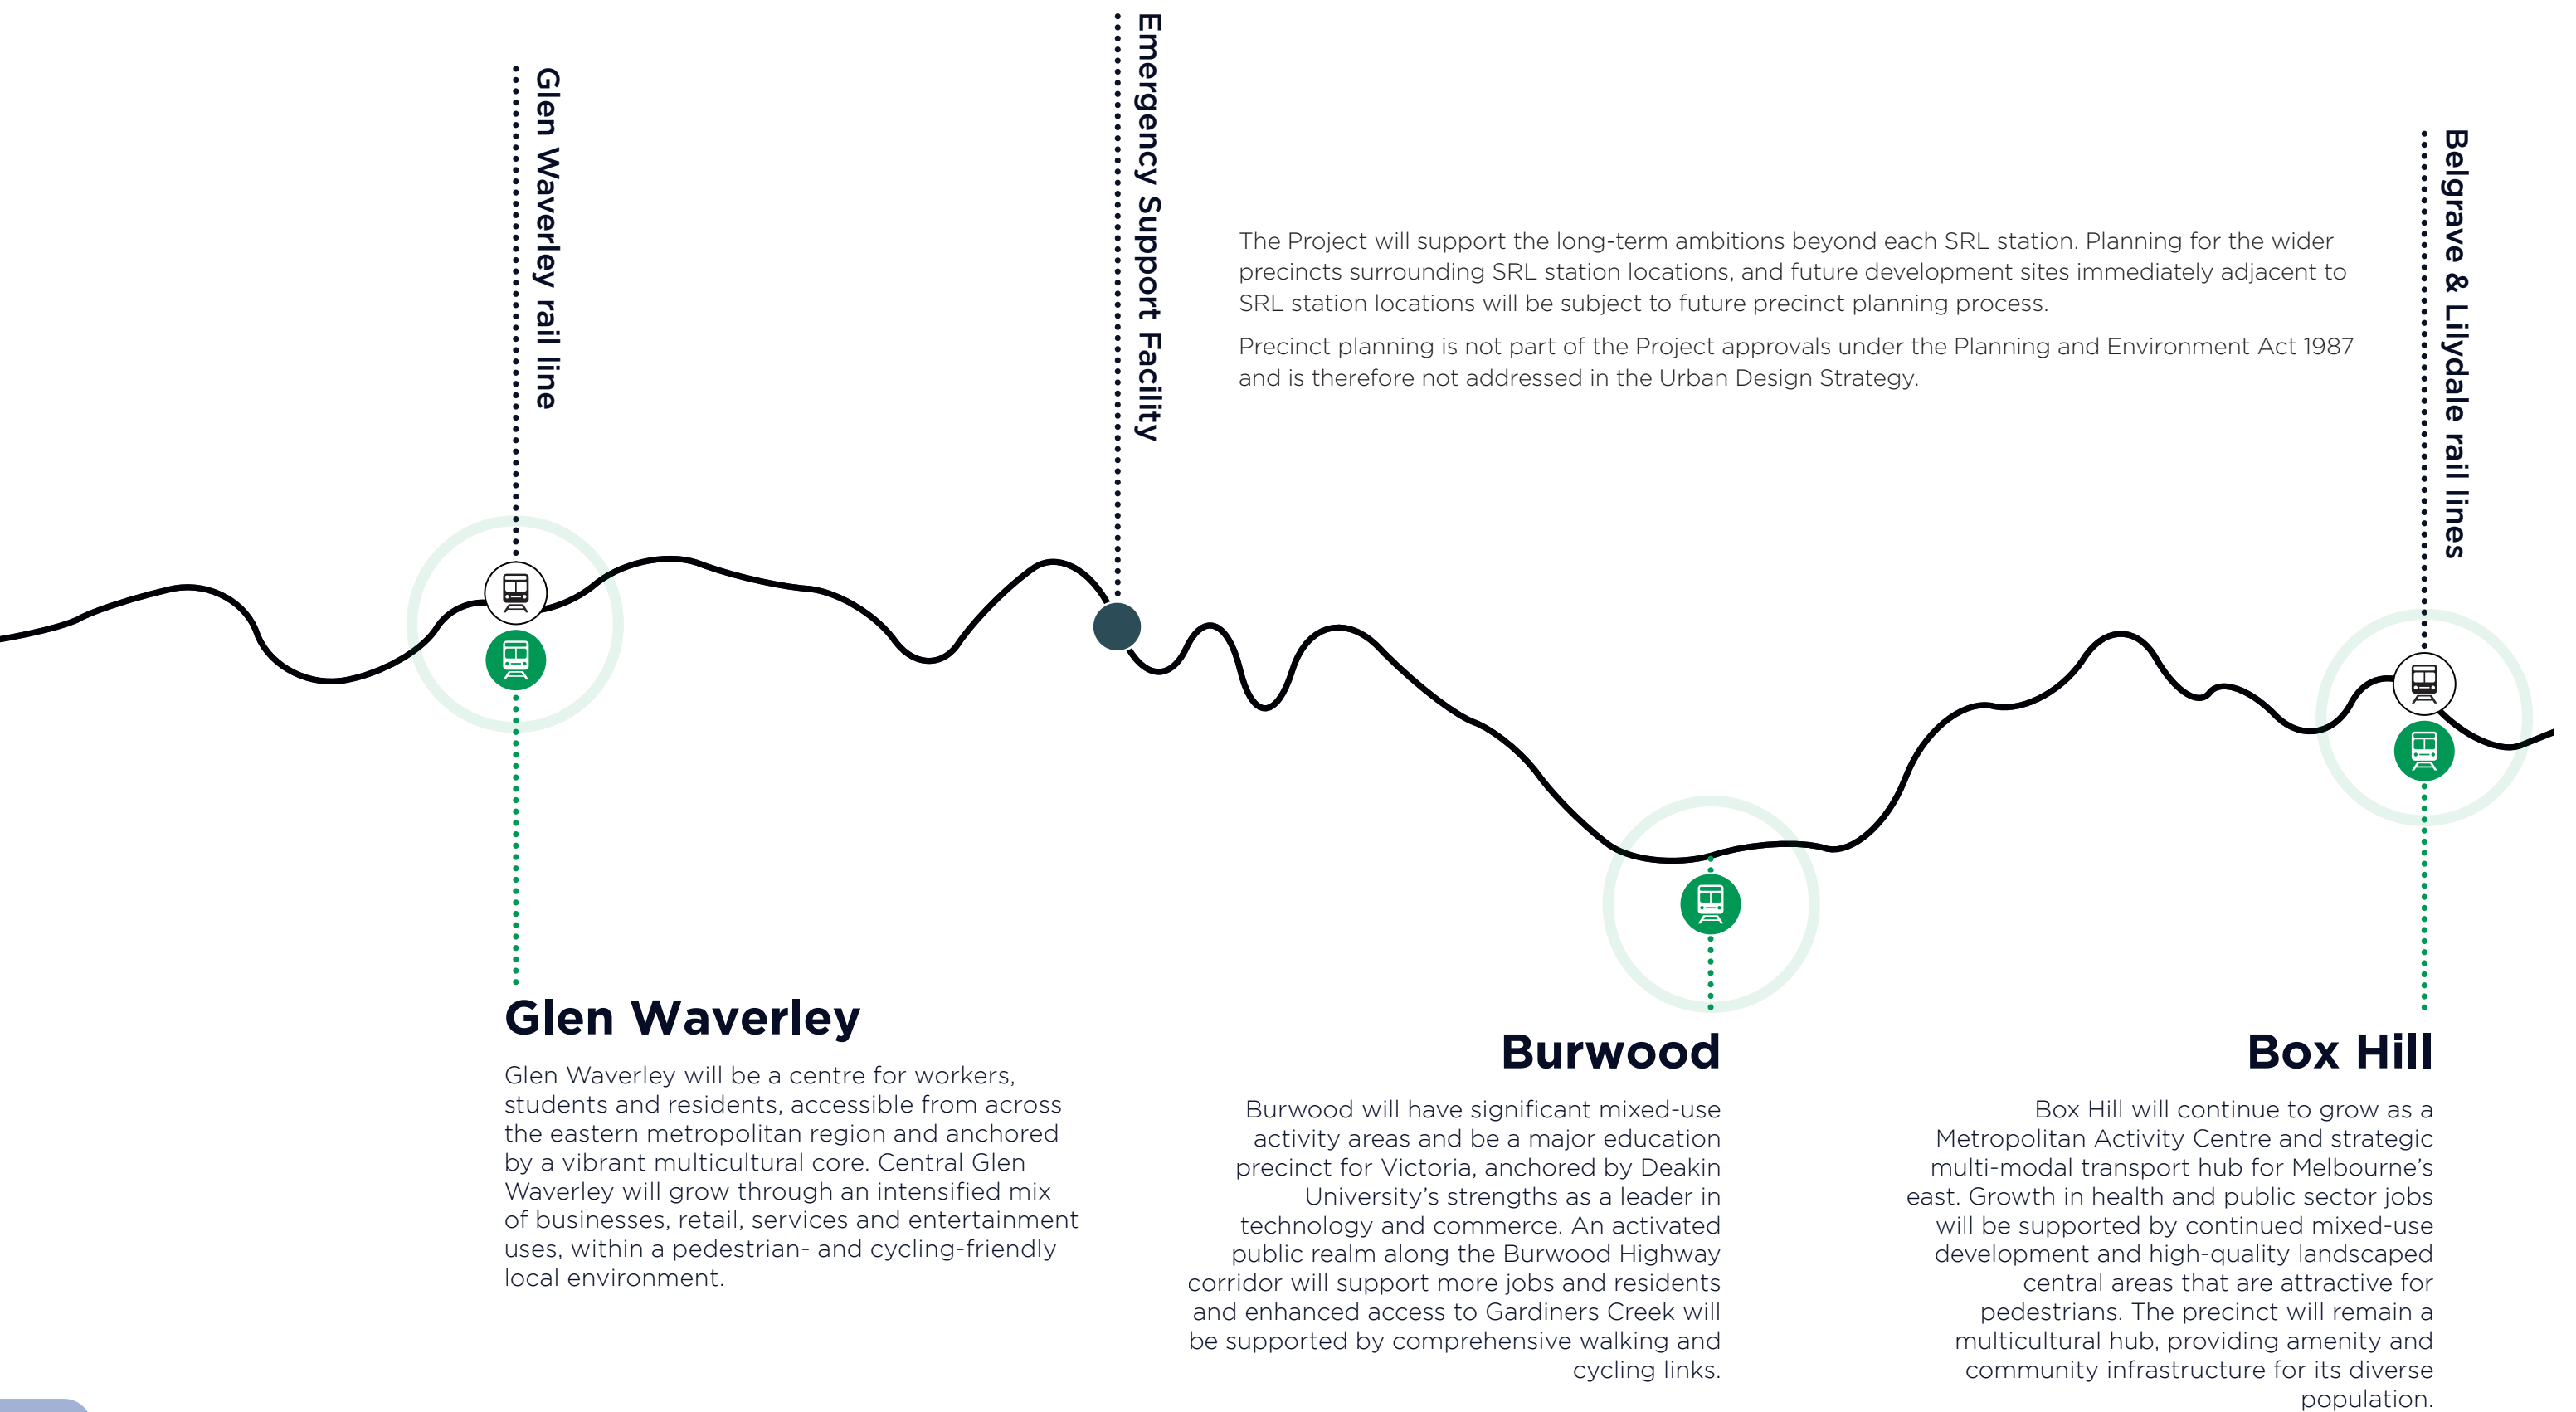 Glen Waverley rail line
Emergency Support Facility
Belgrave & Lilydale rail lines
The Project will support the long-term ambitions beyond each SRL station. Planning for the wider
precincts surrounding SRL station locations, and future development sites immediately adjacent to
SRL station locations will be subject to future precinct planning process.
Precinct planning is not part of the Project approvals under the Planning and Environment Act 1987
and is therefore not addressed in the Urban Design Strategy.
Glen Waverley
Glen Waverley will be a centre for workers,
students and residents, accessible from across
the eastern metropolitan region and anchored
by a vibrant multicultural core. Central Glen
Waverley will grow through an intensified mix
of businesses, retail, services and entertainment
uses, within a pedestrian- and cycling-friendly
local environment.
Burwood
Burwood will have significant mixed-use
activity areas and be a major education
precinct for Victoria, anchored by Deakin
University’s strengths as a leader in
technology and commerce. An activated
public realm along the Burwood Highway
corridor will support more jobs and residents
and enhanced access to Gardiners Creek will
be supported by comprehensive walking and
cycling links.
Box Hill
Box Hill will continue to grow as a
Metropolitan Activity Centre and strategic
multi-modal transport hub for Melbourne’s
east. Growth in health and public sector jobs
will be supported by continued mixed-use
development and high-quality landscaped
central areas that are attractive for
pedestrians. The precinct will remain a
multicultural hub, providing amenity and
community infrastructure for its diverse
population.